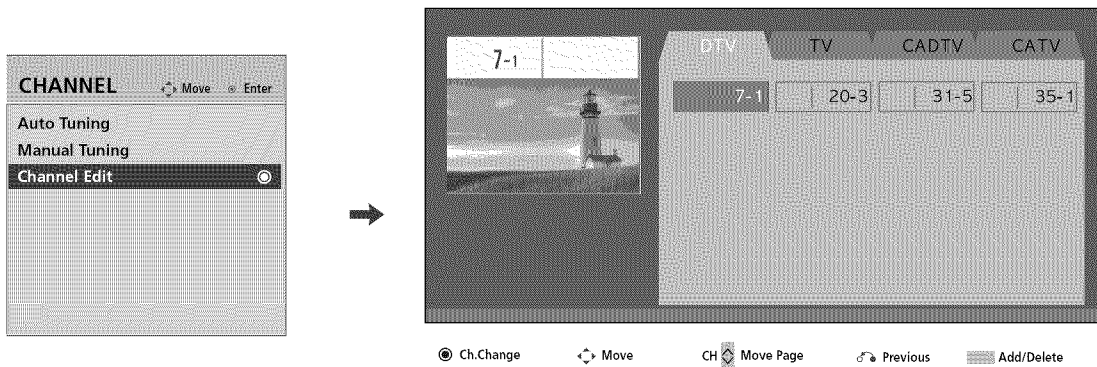 CHANNEL Move Enter
Auto Tuning
Manual Tuning
Channel Edit
7-1
DTV TV CADTV CATV
7-1 20-3 31-5 35-1
Ch.Change Move CH Move Page Previous Add/Delete